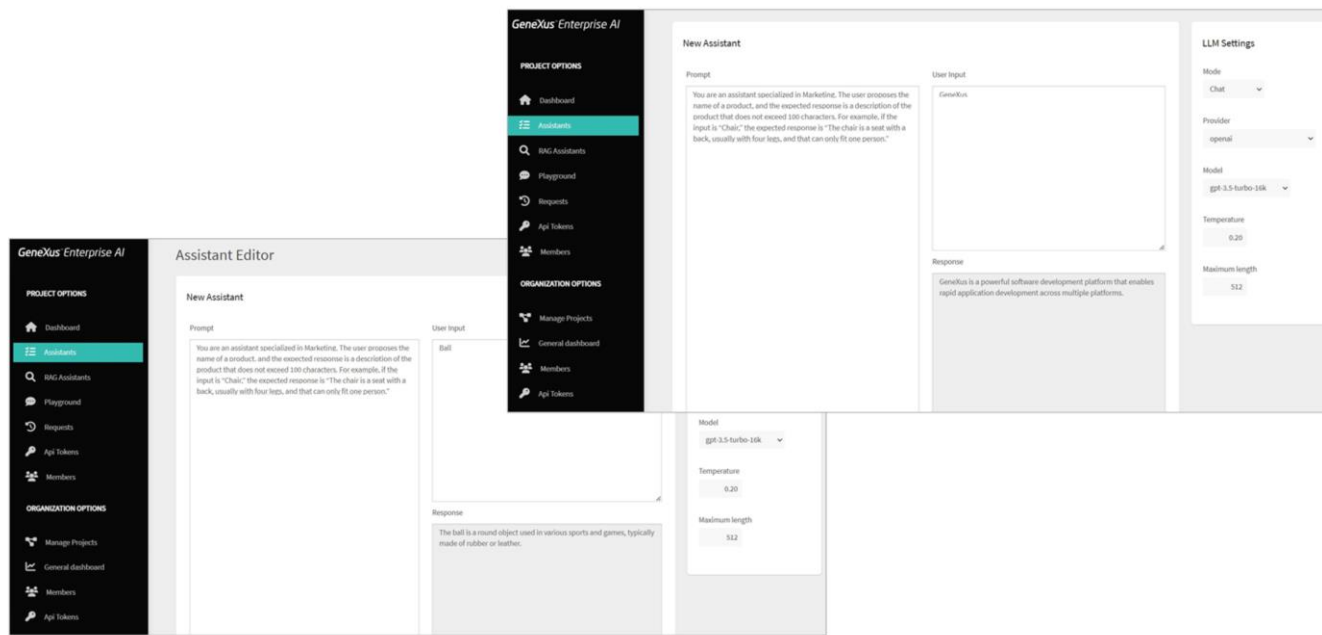 GeneXus Enterprise AI
PROJECT OPTIONS
Dashboard
Assistants
RAG Assistants
Playground
Requests
Api Tokens
Members
ORGANIZATION OPTIONS
Manage Projects
General dashboard
Members
Api Tokens
New Assistant
Prompt
You are an assistant specialized in Marketing. The user proposes the
name of a product, and the expected response is a description of the
product that does not exceed 100 characters. For example, if the
input is "Chair," the expected response is "The chair is a seat with a
back, usually with four legs, and that can only fit one person."
User Input
GeneXus
Response
GeneXus is a powerful software development platform that enables
rapid application development across multiple platforms.
LLM Settings
Mode
Chat
Provider
openai
Model
gpt-3.5-turbo-16k
Temperature
0.20
Maximum length
512
GeneXus Enterprise AI
PROJECT OPTIONS
Dashboard
Assistants
RAG Assistants
Playground
Requests
Api Tokens
Members
ORGANIZATION OPTIONS
Manage Projects
General dashboard
Members
Api Tokens
Assistant Editor
New Assistant
Prompt
You are an assistant specialized in Marketing. The user proposes the
name of a product, and the expected response is a description of the
product that does not exceed 100 characters. For example, if the
input is "Chair," the expected response is "The chair is a seat with a
back, usually with four legs, and that can only fit one person."
User Input
Ball
Response
The ball is a round object used in various sports and games, typically
made of rubber or leather.
Model
gpt-3.5-turbo-16k
Temperature
0.20
Maximum length
512